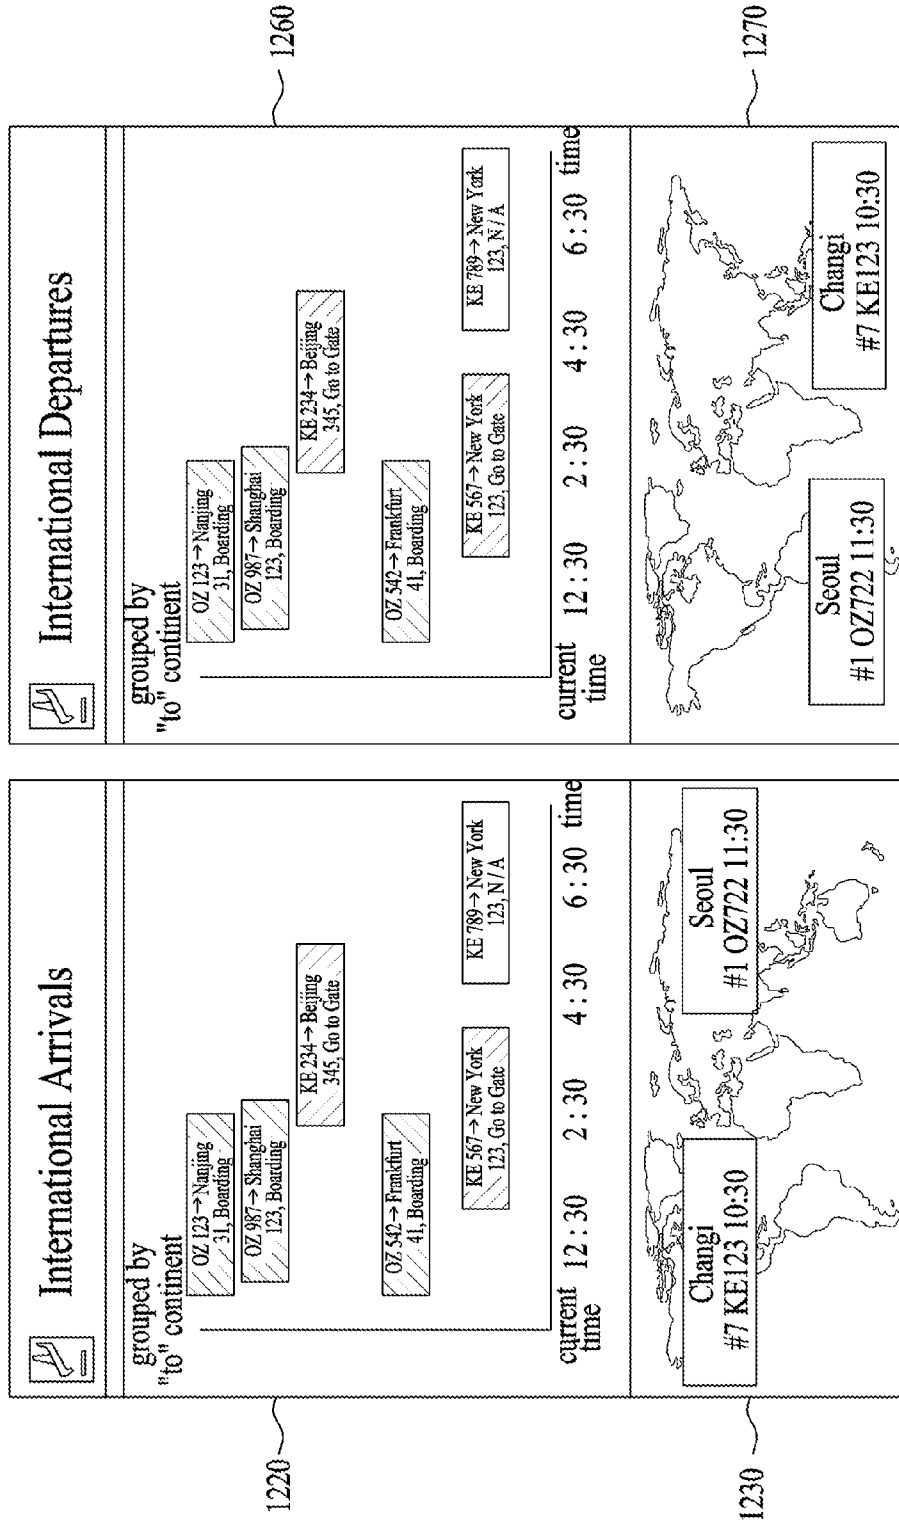 International Arrivals
grouped by
"to" continent
OZ 123→Nanjing
31, Boarding
OZ 987→Shanghai
123, Boarding
KE 234→Beijing
345, Go to Gate
OZ 542→Frankfurt
41, Boarding
KE 567→New York
123, Go to Gate
KE 789→New York
123, N / A
current
time
12:30
2:30
4:30
6:30
time
Changi
#7 KE123 10:30
Seoul
#1 OZ722 11:30
1220
1230
International Departures
grouped by
"to" continent
OZ 123→Nanjing
31, Boarding
OZ 987→Shanghai
123, Boarding
KE 234→Beijing
345, Go to Gate
OZ 542→Frankfurt
41, Boarding
KE 567→New York
123, Go to Gate
KE 789→New York
123, N / A
current
time
12:30
2:30
4:30
6:30
time
Seoul
#1 OZ722 11:30
Changi
#7 KE123 10:30
1260
1270